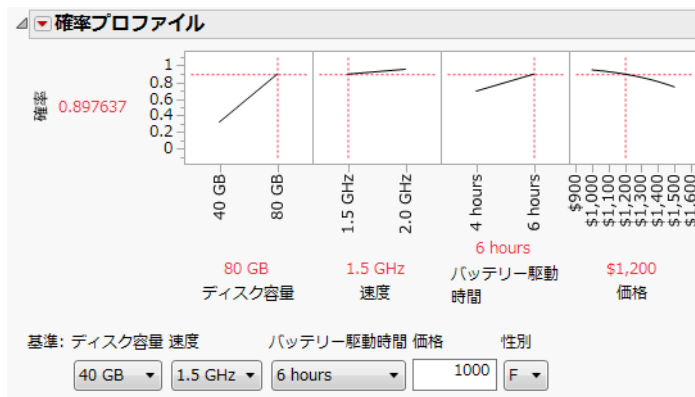 確率プロファイル
確率
0.897637
1
0.8
0.6
0.4
0.2
0
40 GB
80 GB
1.5 GHz
2.0 GHz
4 hours
6 hours
$900
$1,000
$1,100
$1,200
$1,300
$1,400
$1,500
$1,600
80 GB
ディスク容量
1.5 GHz
速度
6 hours
バッテリー駆動
時間
$1,200
価格
基準: ディスク容量 速度 バッテリー駆動時間 価格 性別
40 GB 1.5 GHz 6 hours 1000 F